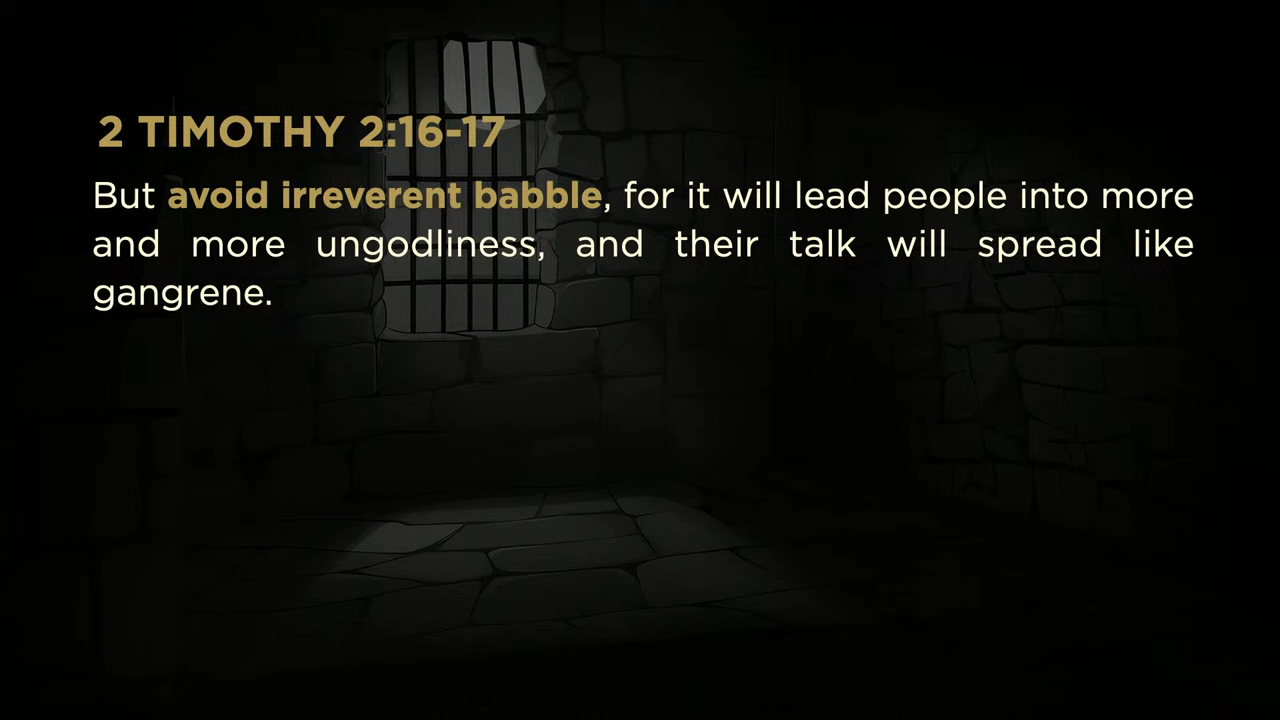 2 TIMOTHY 2:16-17
But avoid irreverent babble, for it will lead people into more
and more ungodliness, and their talk will spread like
gangrene.